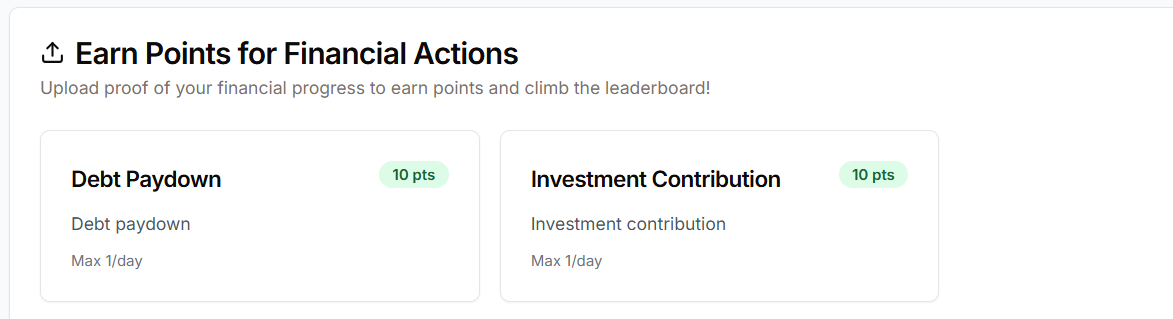 Earn Points for Financial Actions
Upload proof of your financial progress to earn points and climb the leaderboard!
Debt Paydown
10 pts
Debt paydown
Max 1/day
Investment Contribution
10 pts
Investment contribution
Max 1/day